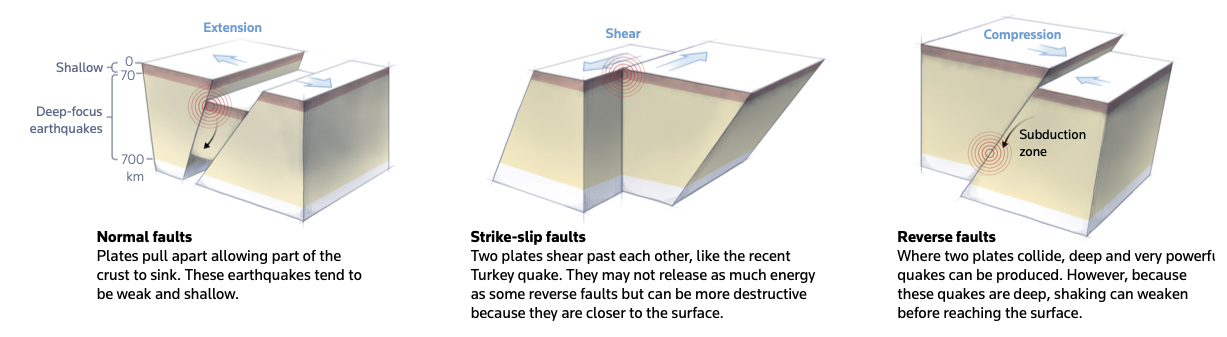 Extension
Shallow
0
70
Deep-focus
earthquakes
700
km
Normal faults
Plates pull apart allowing part of the
crust to sink. These earthquakes tend to
be weak and shallow.
Shear
Strike-slip faults
Two plates shear past each other, like the recent
Turkey quake. They may not release as much energy
as some reverse faults but can be more destructive
because they are closer to the surface.
Compression
Subduction
zone
Reverse faults
Where two plates collide, deep and very powerfu
quakes can be produced. However, because
these quakes are deep, shaking can weaken
before reaching the surface.